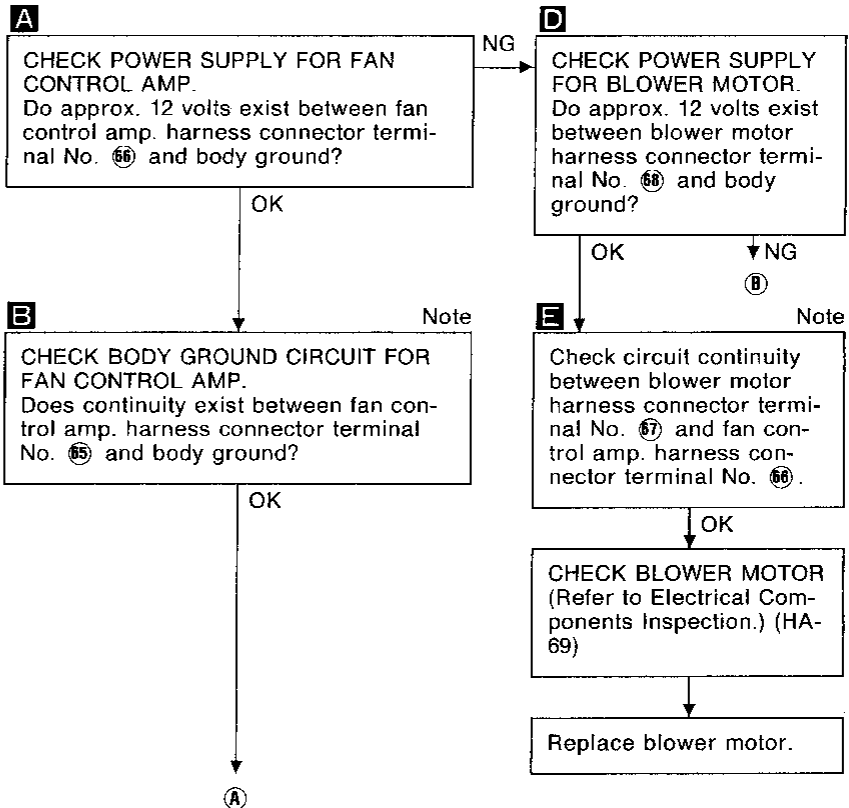 A
CHECK POWER SUPPLY FOR FAN
CONTROL AMP.
Do approx. 12 volts exist between fan
control amp. harness connector termi-
nal No. 66 and body ground?
OK
NG
D
CHECK POWER SUPPLY
FOR BLOWER MOTOR.
Do approx. 12 volts exist
between blower motor
harness connector termi-
nal No. 68 and body
ground?
OK
NG
B
B
Note
CHECK BODY GROUND CIRCUIT FOR
FAN CONTROL AMP.
Does continuity exist between fan con-
trol amp. harness connector terminal
No. 65 and body ground?
OK
A
E
Note
Check circuit continuity
between blower motor
harness connector termi-
nal No. 67 and fan con-
trol amp. harness con-
nector terminal No. 66.
OK
CHECK BLOWER MOTOR
(Refer to Electrical Com-
ponents Inspection.) (HA-
69)
Replace blower motor.